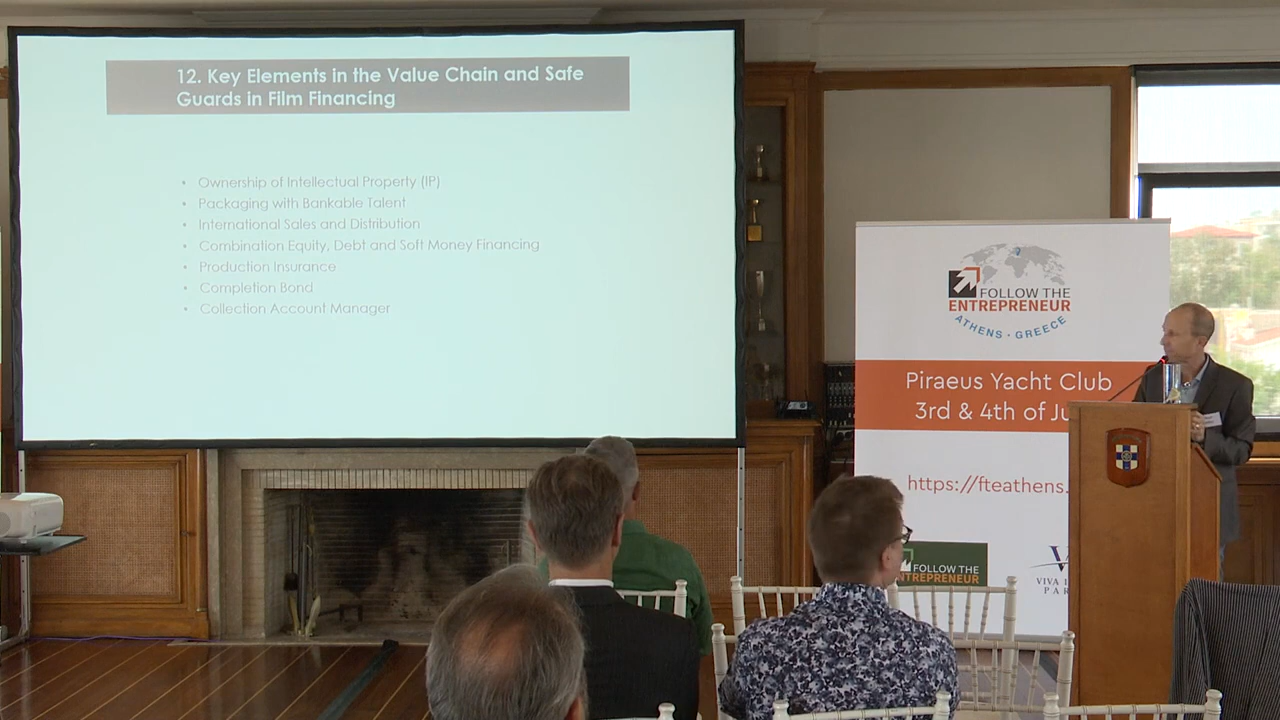 12. Key Elements in the Value Chain and Safe
Guards in Film Financing
• Ownership of Intellectual Property (IP)
• Packaging with Bankable Talent
• International Sales and Distribution
• Combination Equity, Debt and Soft Money Financing
• Production Insurance
• Completion Bond
• Collection Account Manager
FOLLOW THE
ENTREPRENEUR
ATHENS · GREECE
Piraeus Yacht Club
3rd & 4th of Ju
https://fteathens.
FOLLOW THE
ENTREPRENEUR
VIVA
PAR